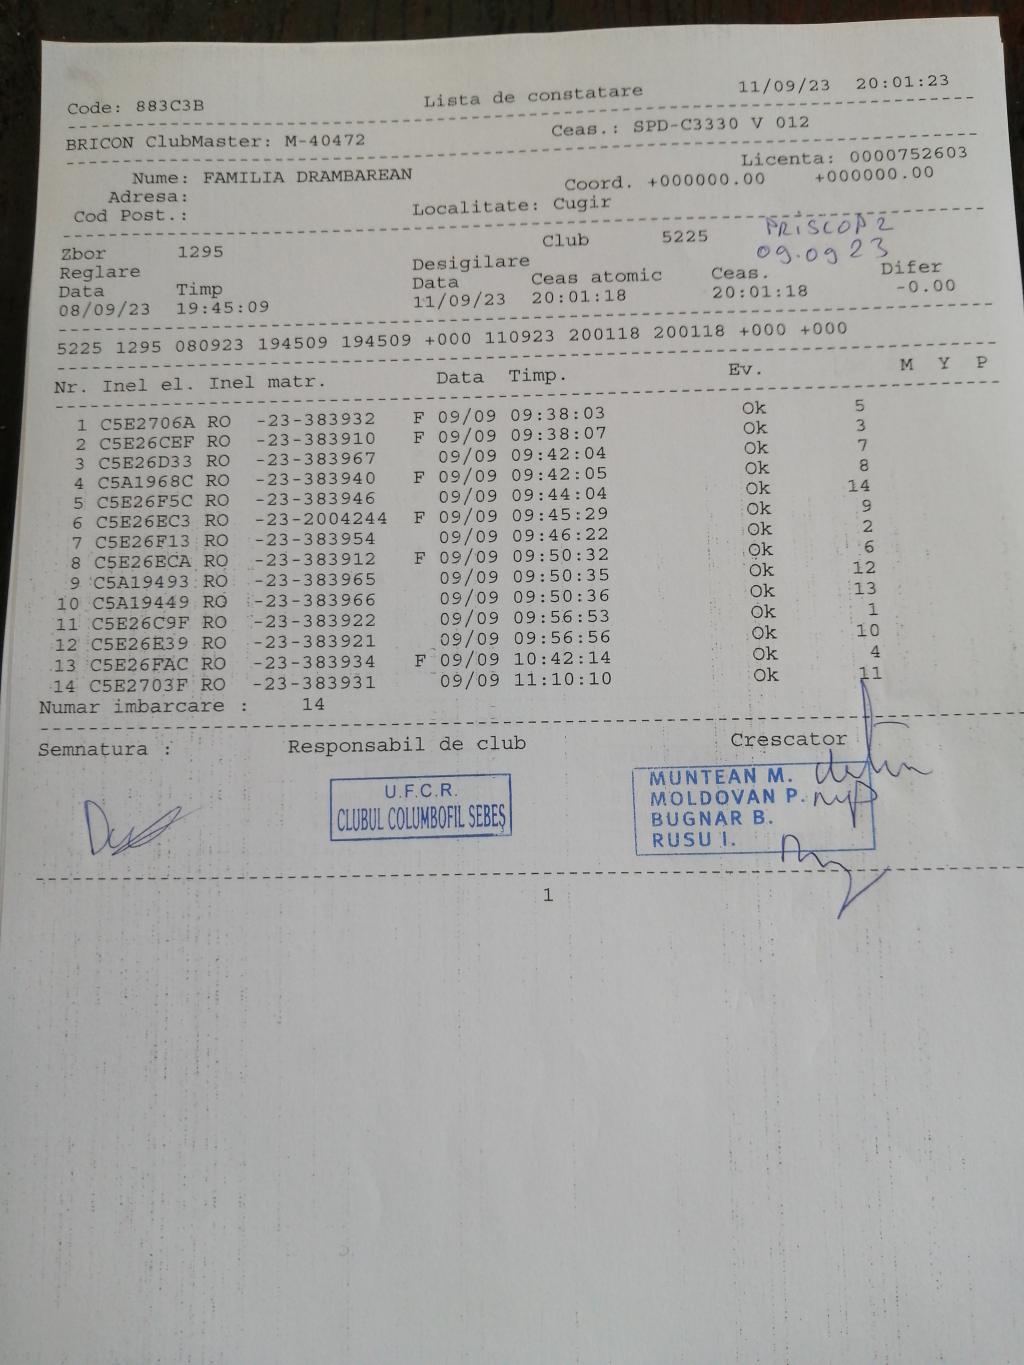 Code: 883C3B Lista de constatare 11/09/23 20:01:23
BRICON ClubMaster: M-40472 Ceas.: SPD-C3330 V 012
Licenta: 0000752603
Nume: FAMILIA DRAMBAREAN Coord. +000000.00 +000000.00
Adresa:
Cod Post.: Localitate: Cugir
PRISCOP 2
Zbor 1295 Club 5225 09.09 23
Reglare Desigilare
Data Timp Data Ceas atomic Ceas. Difer
08/09/23 19:45:09 11/09/23 20:01:18 20:01:18 -0.00
5225 1295 080923 194509 194509 +000 110923 200118 200118 +000 +000
Nr. Inel el. Inel matr. Data Timp. Ev. M Y P
1 C5E2706A RO -23-383932 F 09/09 09:38:03 Ok 5
2 C5E26CEF RO -23-383910 F 09/09 09:38:07 Ok 3
3 C5E26D33 RO -23-383967 09/09 09:42:04 Ok 7
4 C5A1968C RO -23-383940 F 09/09 09:42:05 Ok 8
5 C5E26F5C RO -23-383946 09/09 09:44:04 Ok 14
6 C5E26EC3 RO -23-2004244 F 09/09 09:45:29 Ok 9
7 C5E26F13 RO -23-383954 09/09 09:46:22 Ok 2
8 C5E26ECA RO -23-383912 F 09/09 09:50:32 Ok 6
9 C5A19493 RO -23-383965 09/09 09:50:35 Ok 12
10 C5A19449 RO -23-383966 09/09 09:50:36 Ok 13
11 C5E26C9F RO -23-383922 09/09 09:56:53 Ok 1
12 C5E26E39 RO -23-383921 09/09 09:56:56 Ok 10
13 C5E26FAC RO -23-383934 F 09/09 10:42:14 Ok 4
14 C5E2703F RO -23-383931 09/09 11:10:10 Ok 11
Numar imbarcare : 14
Semnatura : Responsabil de club Crescator
U.F.C.R.
CLUBUL COLUMBOFIL SEBEȘ
MUNTEAN M.
MOLDOVAN P.
BUGNAR B.
RUSU I.
1